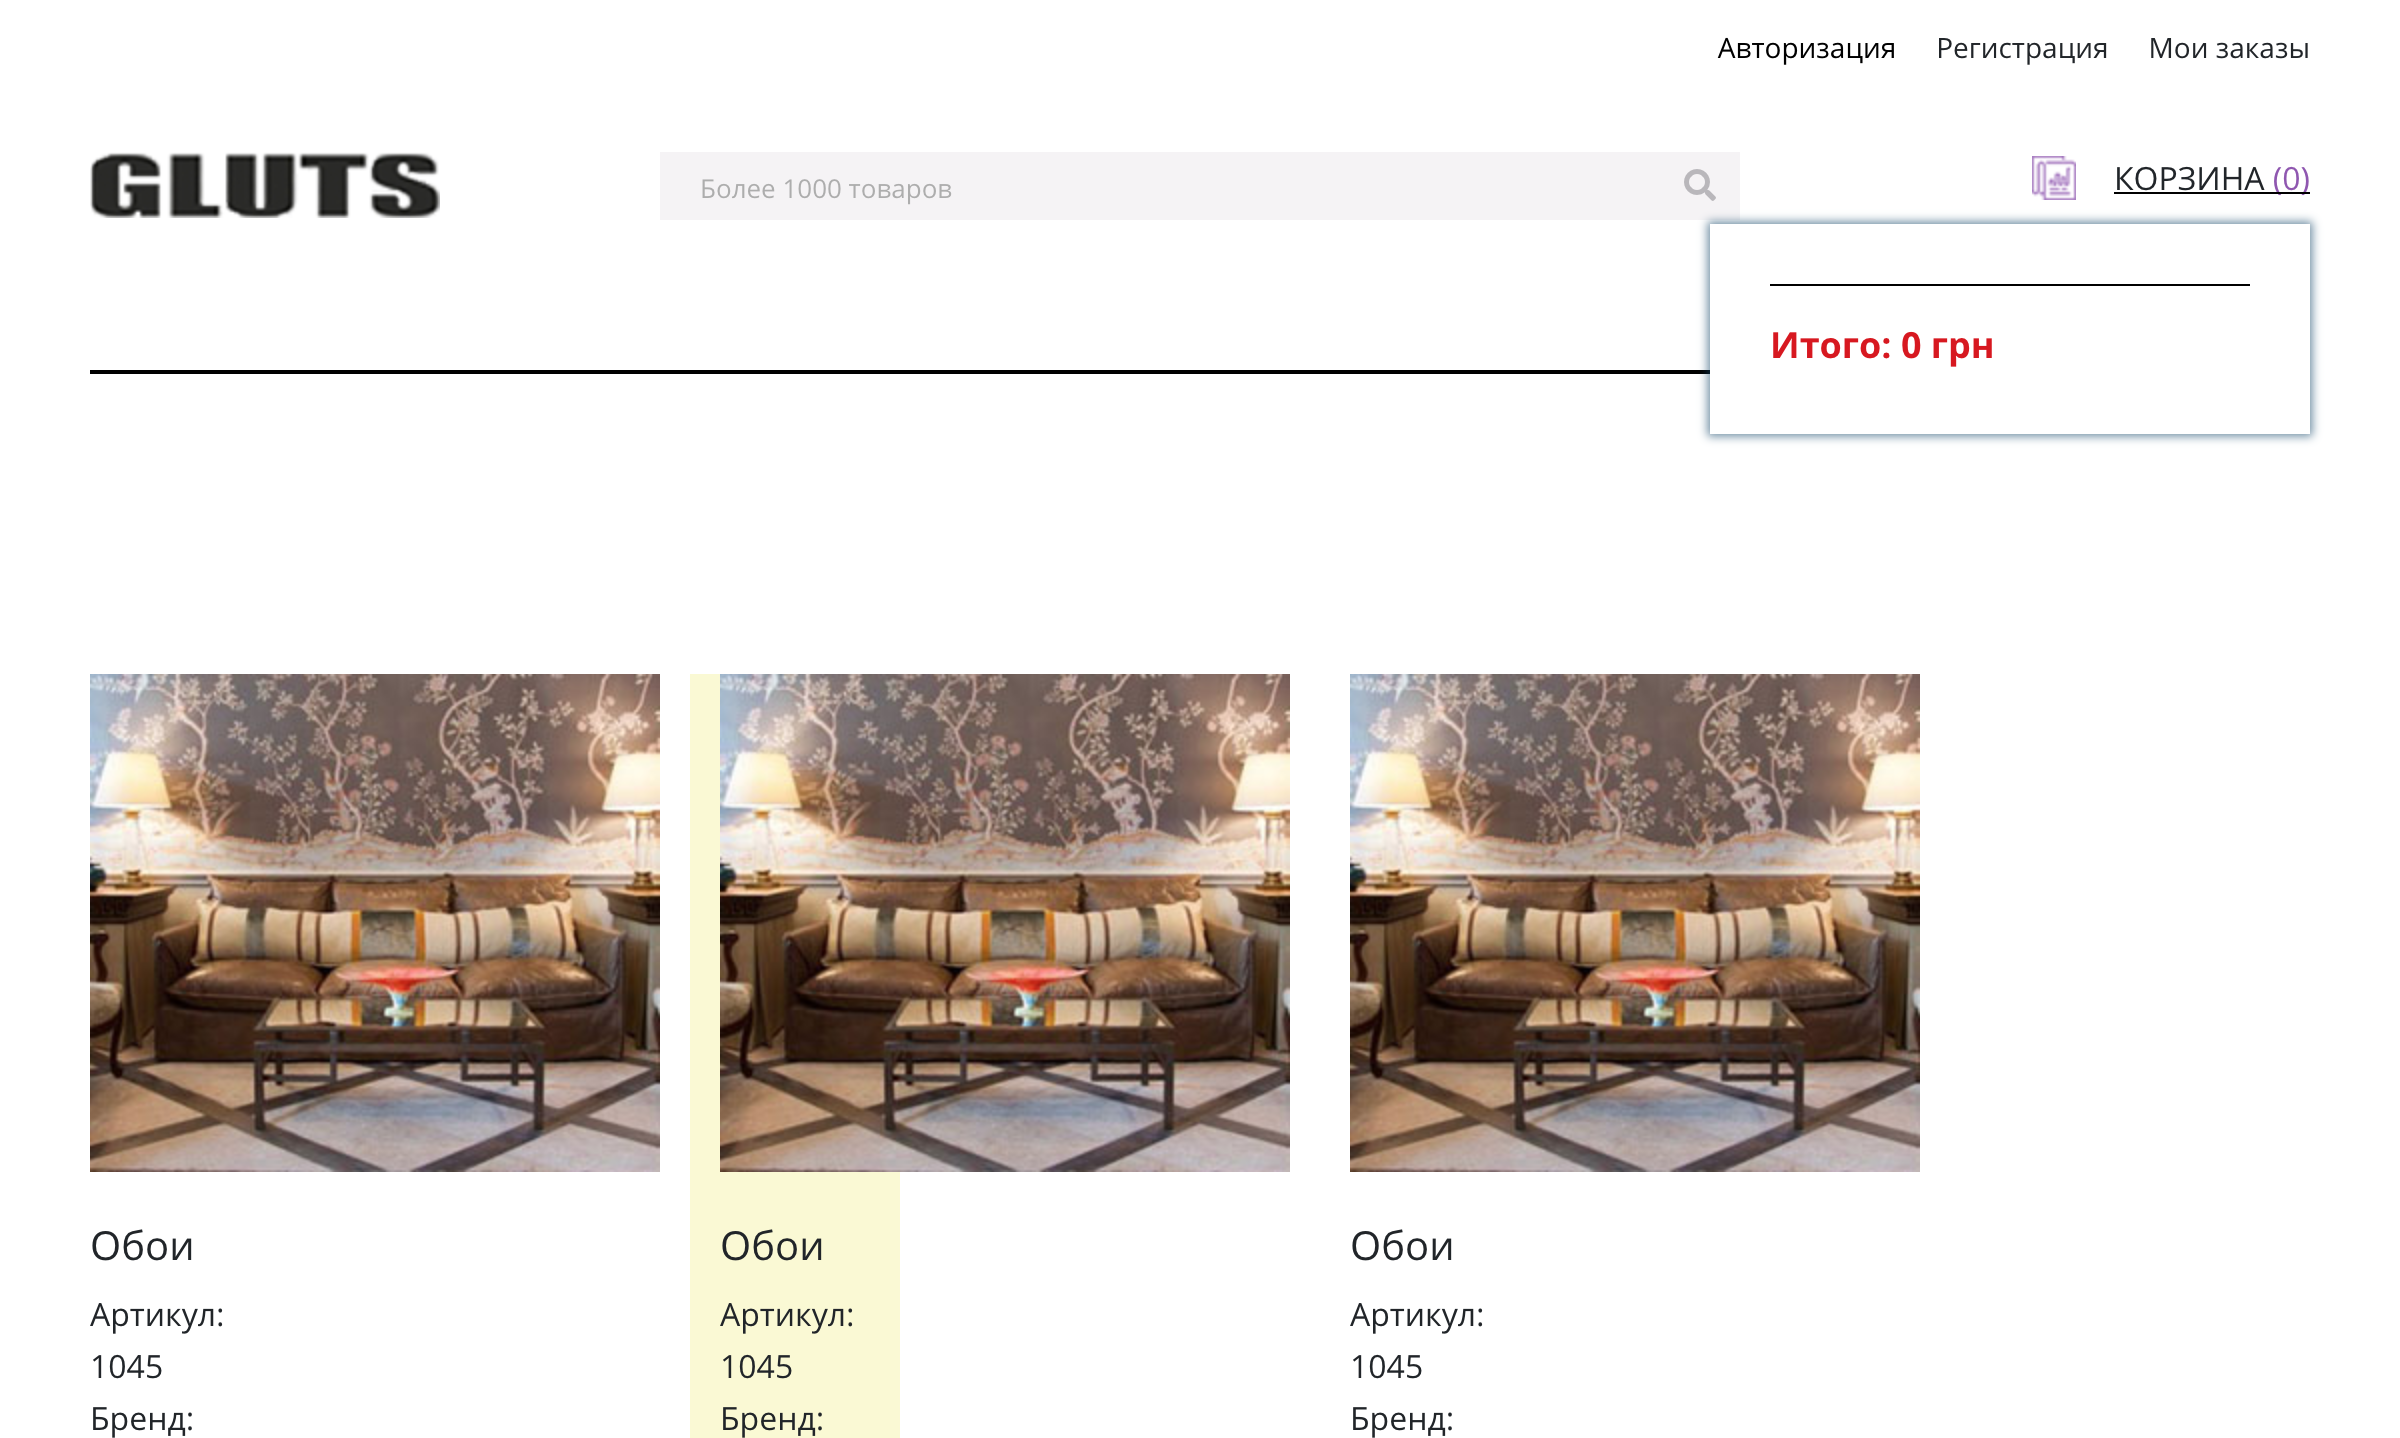 Авторизация Регистрация Мои заказы
GLUTS
Более 1000 товаров
КОРЗИНА (0)
Итого: 0 грн
Обои
Артикул:
1045
Бренд:
Обои
Артикул:
1045
Бренд:
Обои
Артикул:
1045
Бренд: